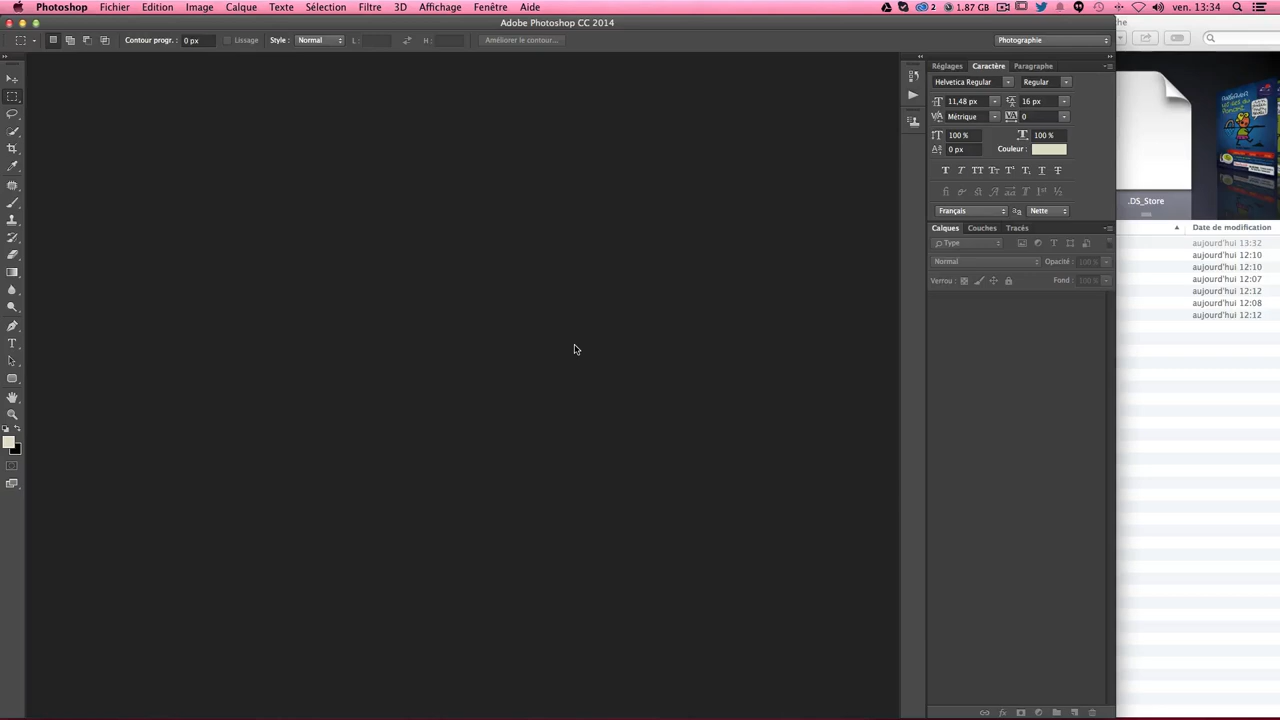 Photoshop Fichier Edition Image Calque Texte Sélection Filtre 3D Affichage Fenêtre Aide 2 1.87 GB ven. 13:34
Adobe Photoshop CC 2014
Contour progr. : 0 px Lissage Style : Normal L : H : Améliorer le contour... Photographie
Réglages Caractère Paragraphe
Helvetica Regular Regular
11,48 px 16 px
Métrique 0
100 % 100 %
0 px Couleur :
Français Nette
Calques Couches Tracés
Type
Normal Opacité : 100 %
Verrou : Fond : 100 %
.DS_Store
Date de modification
aujourd'hui 13:32
aujourd'hui 12:10
aujourd'hui 12:10
aujourd'hui 12:07
aujourd'hui 12:12
aujourd'hui 12:08
aujourd'hui 12:12